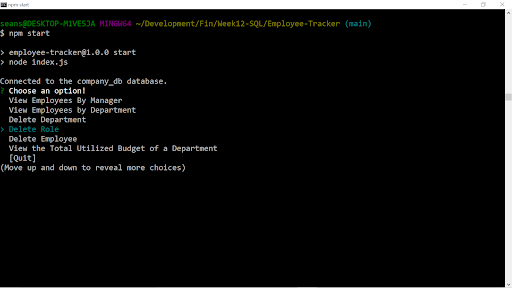 npm start
seans@DESKTOP-M1VE5JA MINGW64 ~/Development/Fin/Week12-SQL/Employee-Tracker (main)
$ npm start
> employee-tracker@1.0.0 start
> node index.js
Connected to the company_db database.
? Choose an option!
View Employees By Manager
View Employees by Department
Delete Department
> Delete Role
Delete Employee
View the Total Utilized Budget of a Department
[Quit]
(Move up and down to reveal more choices)